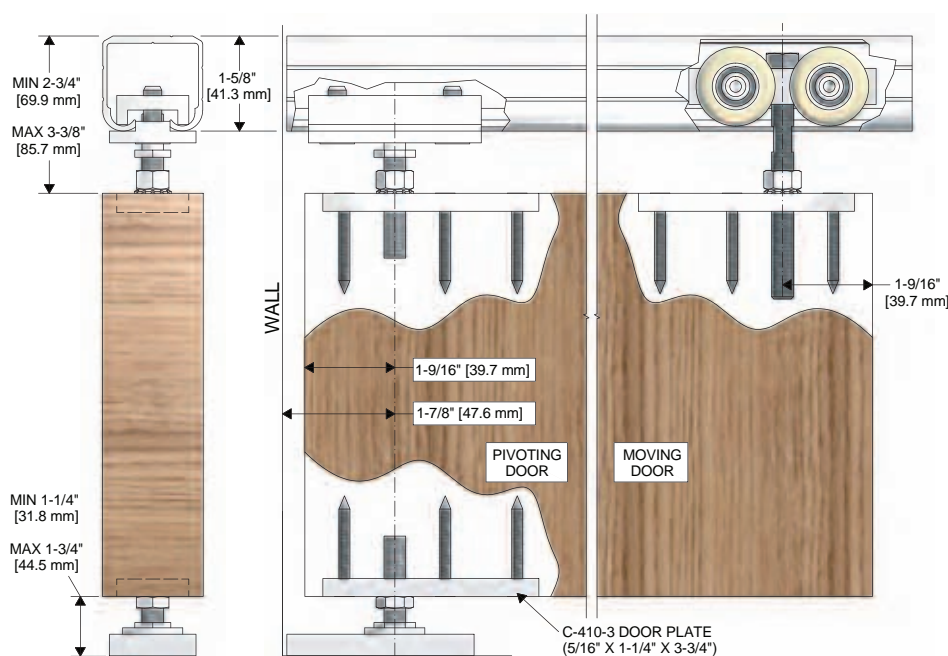 MIN 2-3/4"
[69.9 mm]
MAX 3-3/8"
[85.7 mm]
1-5/8"
[41.3 mm]
WALL
1-9/16"
[39.7 mm]
1-9/16" [39.7 mm]
1-7/8" [47.6 mm]
PIVOTING
DOOR
MOVING
DOOR
MIN 1-1/4"
[31.8 mm]
MAX 1-3/4"
[44.5 mm]
C-410-3 DOOR PLATE
(5/16" X 1-1/4" X 3-3/4")